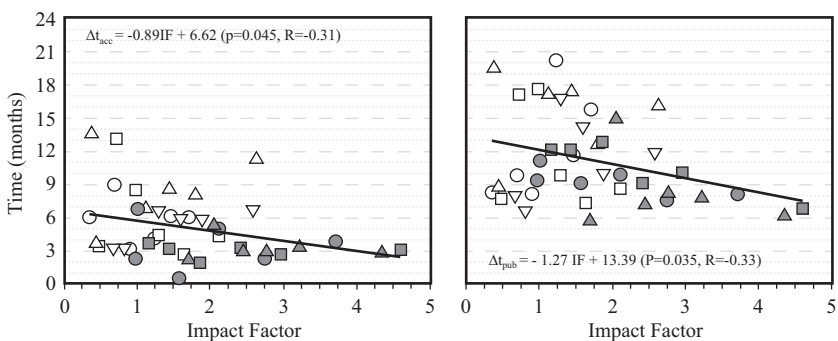 24
21
18
15
12
9
6
3
0
Time (months)
Δt_acc = -0.89IF + 6.62 (p=0.045, R=-0.31)
0 1 2 3 4 5
Impact Factor
Δt_pub = - 1.27 IF + 13.39 (P=0.035, R=-0.33)
0 1 2 3 4 5
Impact Factor